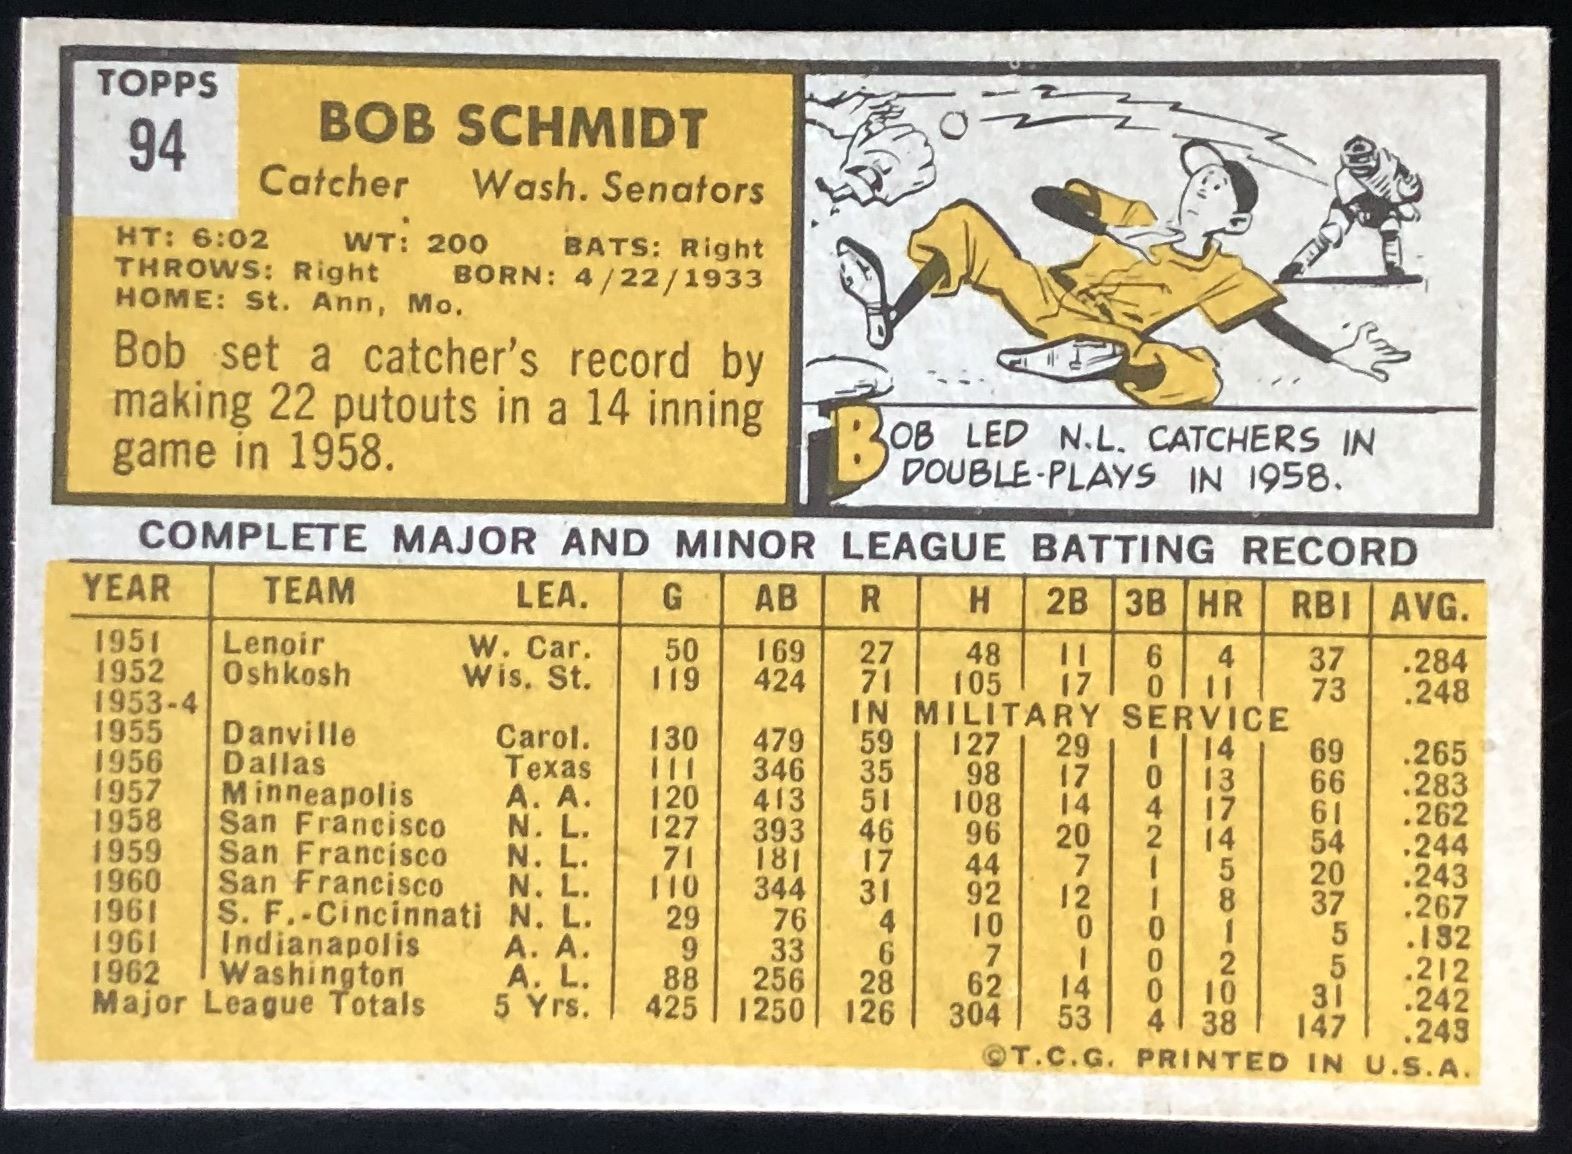 TOPPS
94
BOB SCHMIDT
Catcher Wash. Senators
HT: 6:02 WT: 200 BATS: Right
THROWS: Right BORN: 4/22/1933
HOME: St. Ann, Mo.
Bob set a catcher's record by
making 22 putouts in a 14 inning
game in 1958.
BOB LED N.L. CATCHERS IN
DOUBLE-PLAYS IN 1958.
COMPLETE MAJOR AND MINOR LEAGUE BATTING RECORD
YEAR TEAM LEA. G AB R H 2B 3B HR RBI AVG.
1951 Lenoir W. Car. 50 169 27 48 11 6 4 37 .284
1952 Oshkosh Wis. St. 119 424 71 105 17 0 11 73 .248
1953-4 IN MILITARY SERVICE
1955 Danville Carol. 130 479 59 127 29 1 14 69 .265
1956 Dallas Texas 111 346 35 98 17 0 13 66 .283
1957 Minneapolis A. A. 120 413 51 108 14 4 17 61 .262
1958 San Francisco N. L. 127 393 46 96 20 2 14 54 .244
1959 San Francisco N. L. 71 181 17 44 7 1 5 20 .243
1960 San Francisco N. L. 110 344 31 92 12 1 8 37 .267
1961 S. F.-Cincinnati N. L. 29 76 4 10 0 0 1 5 .132
1961 Indianapolis A. A. 9 33 6 7 1 0 2 5 .212
1962 Washington A. L. 88 256 28 62 14 0 10 31 .242
Major League Totals 5 Yrs. 425 1250 126 304 53 4 38 147 .243
©T.C.G. PRINTED IN U.S.A.